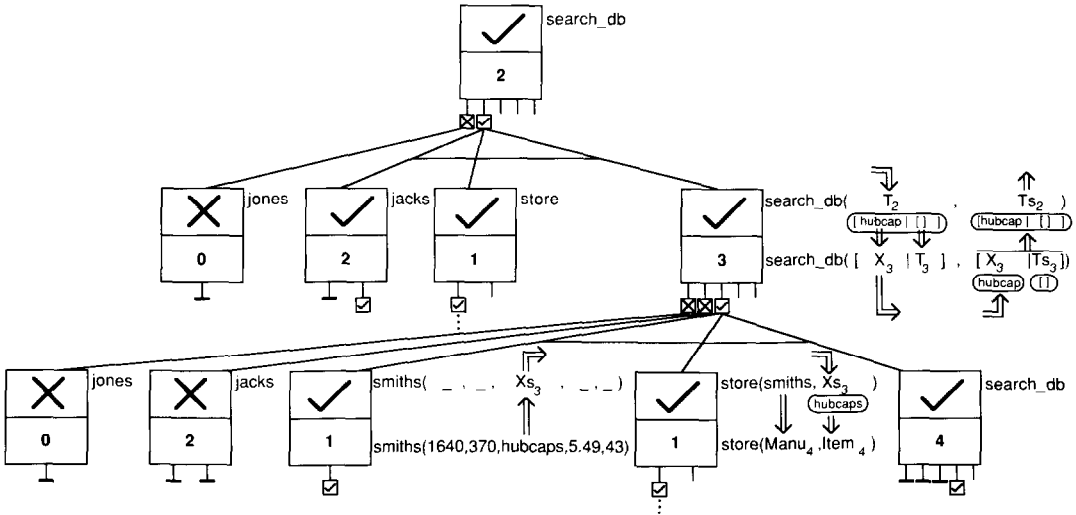 search_db
2
jones jacks store search_db( T2 , Ts2 )
[hubcap | [] ] [hubcap | [] ]
0 2 1 3 search_db([ X3 | T3 ] , [ X3 |Ts3])
hubcap []
jones jacks smiths( _ , _ , Xs3 , _ , _ ) store(smiths, Xs3 ) search_db
hubcaps
0 2 1 smiths(1640,370,hubcaps,5.49,43) 1 store(Manu4 ,Item4 ) 4